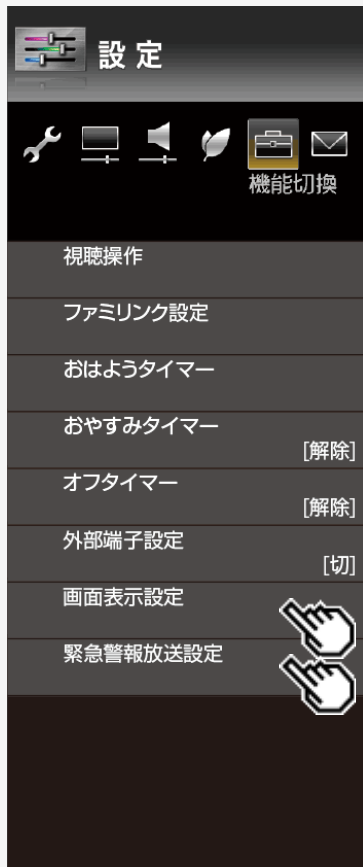 設定
機能切換
視聴操作
ファミリンク設定
おはようタイマー
おやすみタイマー
[解除]
オフタイマー
[解除]
外部端子設定
[切]
画面表示設定
緊急警報放送設定